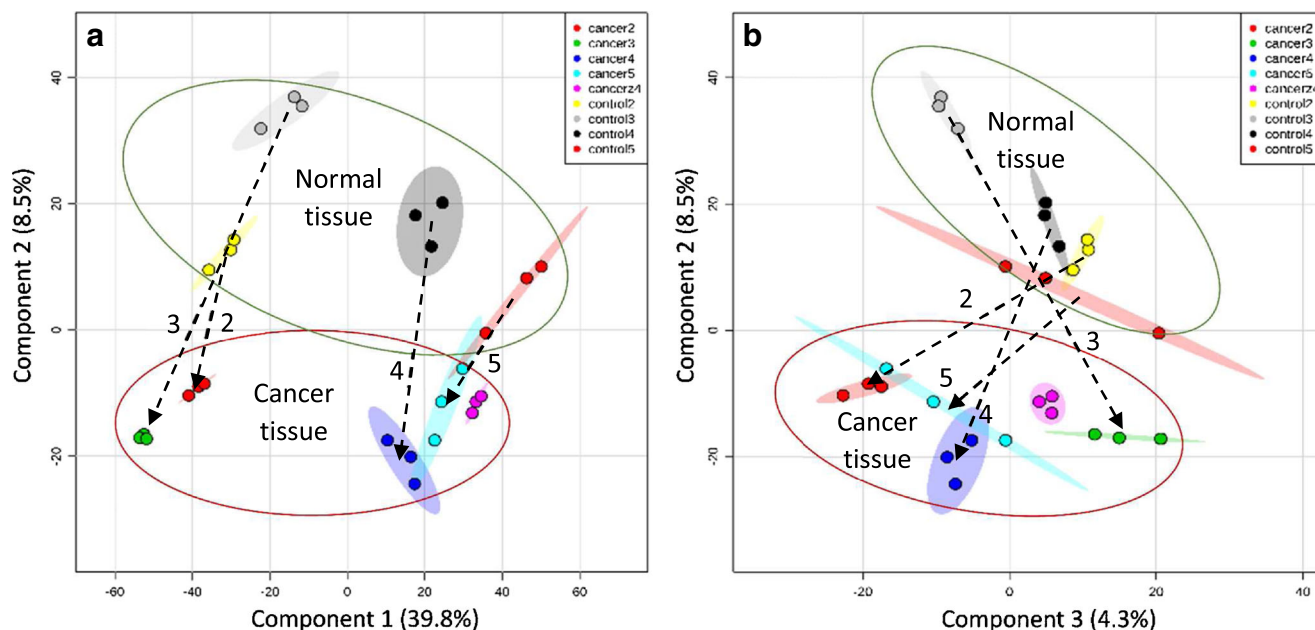 a
cancer2
cancer3
cancer4
cancer5
cancerz4
control2
control3
control4
control5
Normal
tissue
Cancer
tissue
3
2
4
5
Component 2 (8.5%)
40
20
0
-20
-60
-40
-20
0
20
40
60
Component 1 (39.8%)
b
cancer2
cancer3
cancer4
cancer5
cancerz4
control2
control3
control4
control5
Normal
tissue
2
3
5
4
Cancer
tissue
Component 2 (8.5%)
40
20
0
-20
-20
0
20
40
Component 3 (4.3%)